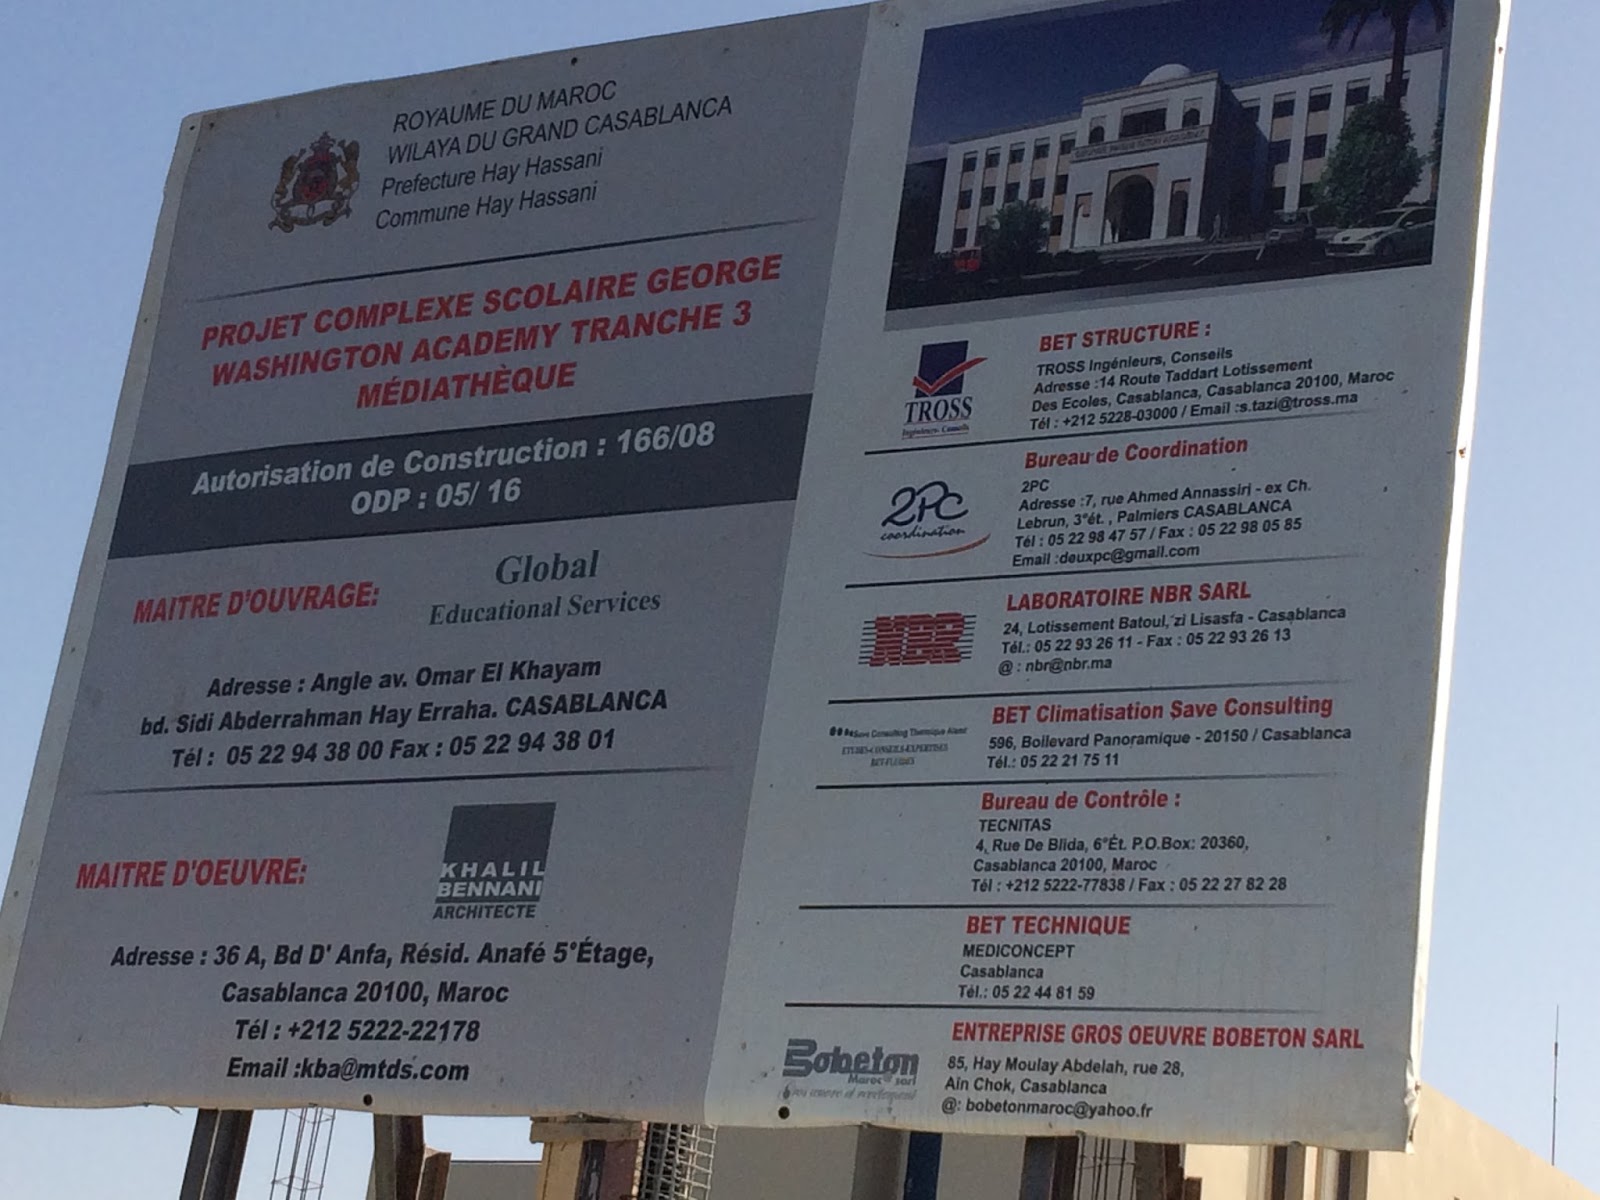 ROYAUME DU MAROC
WILAYA DU GRAND CASABLANCA
Prefecture Hay Hassani
Commune Hay Hassani
PROJET COMPLEXE SCOLAIRE GEORGE
WASHINGTON ACADEMY TRANCHE 3
MÉDIATHÈQUE
Autorisation de Construction : 166/08
ODP : 05/ 16
MAITRE D'OUVRAGE:
Global
Educational Services
Adresse : Angle av. Omar El Khayam
bd. Sidi Abderrahman Hay Erraha. CASABLANCA
Tél : 05 22 94 38 00 Fax : 05 22 94 38 01
MAITRE D'OEUVRE:
KHALIL
BENNANI
ARCHITECTE
Adresse : 36 A, Bd D' Anfa, Résid. Anafé 5°Étage,
Casablanca 20100, Maroc
Tél : +212 5222-22178
Email :kba@mtds.com
TROSS
Ingénieurs Conseils
BET STRUCTURE :
TROSS Ingénieurs, Conseils
Adresse :14 Route Taddart Lotissement
Des Ecoles, Casablanca, Casablanca 20100, Maroc
Tél : +212 5228-03000 / Email :s.tazi@tross.ma
2PC
coordination
Bureau de Coordination
2PC
Adresse :7, rue Ahmed Annassiri - ex Ch.
Lebrun, 3°ét. , Palmiers CASABLANCA
Tél : 05 22 98 47 57 / Fax : 05 22 98 05 85
Email :deuxpc@gmail.com
NBR
LABORATOIRE NBR SARL
24, Lotissement Batoul, zi Lisasfa - Casablanca
Tél.: 05 22 93 26 11 - Fax : 05 22 93 26 13
@ : nbr@nbr.ma
Save Consulting Thermique
ETUDES-CONSEILS-EXPERTISES
BET-FLUIDES
BET Climatisation Save Consulting
596, Boilevard Panoramique - 20150 / Casablanca
Tél.: 05 22 21 75 11
Bureau de Contrôle :
TECNITAS
4, Rue De Blida, 6°Ét. P.O.Box: 20360,
Casablanca 20100, Maroc
Tél : +212 5222-77838 / Fax : 05 22 27 82 28
BET TECHNIQUE
MEDICONCEPT
Casablanca
Tél.: 05 22 44 81 59
Bobeton
Maroc sarl
ENTREPRISE GROS OEUVRE BOBETON SARL
85, Hay Moulay Abdelah, rue 28,
Ain Chok, Casablanca
@: bobetonmaroc@yahoo.fr